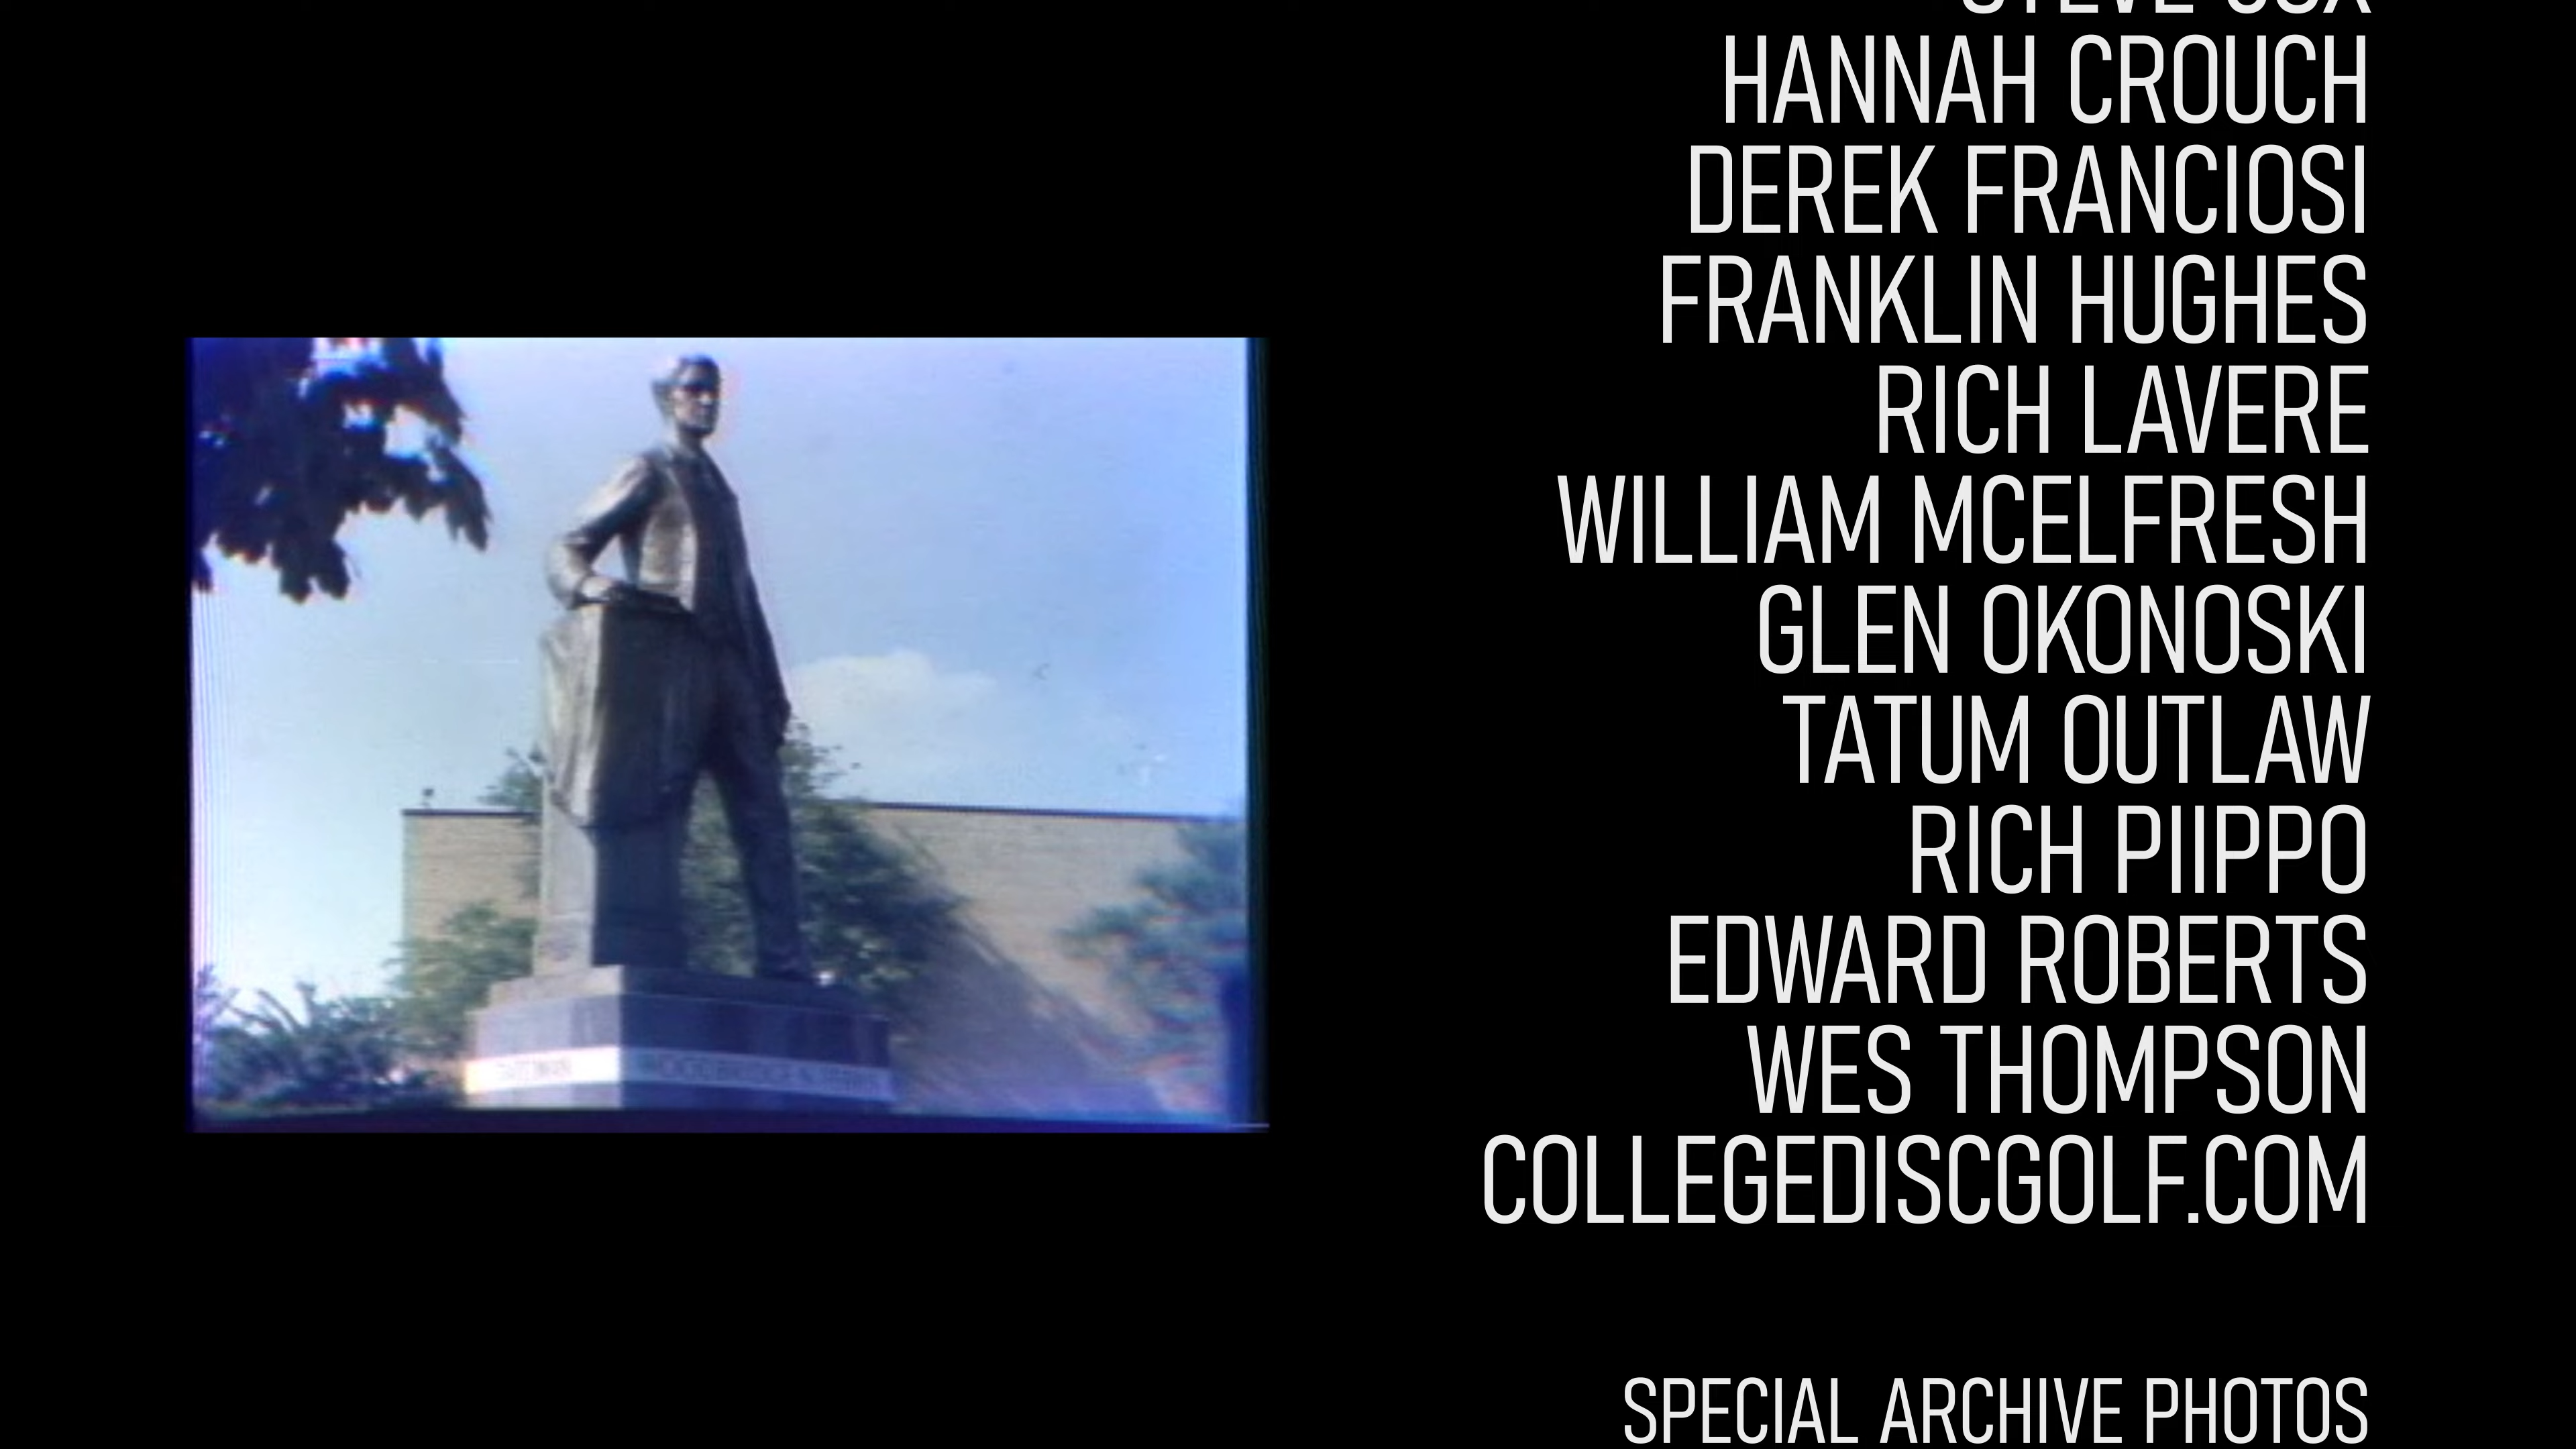 HANNAH CROUCH
DEREK FRANCIOSI
FRANKLIN HUGHES
RICH LAVERE
WILLIAM MCELFRESH
GLEN OKONOSKI
TATUM OUTLAW
RICH PIIPPO
EDWARD ROBERTS
WES THOMPSON
COLLEGEDISCGOLF.COM
SPECIAL ARCHIVE PHOTOS